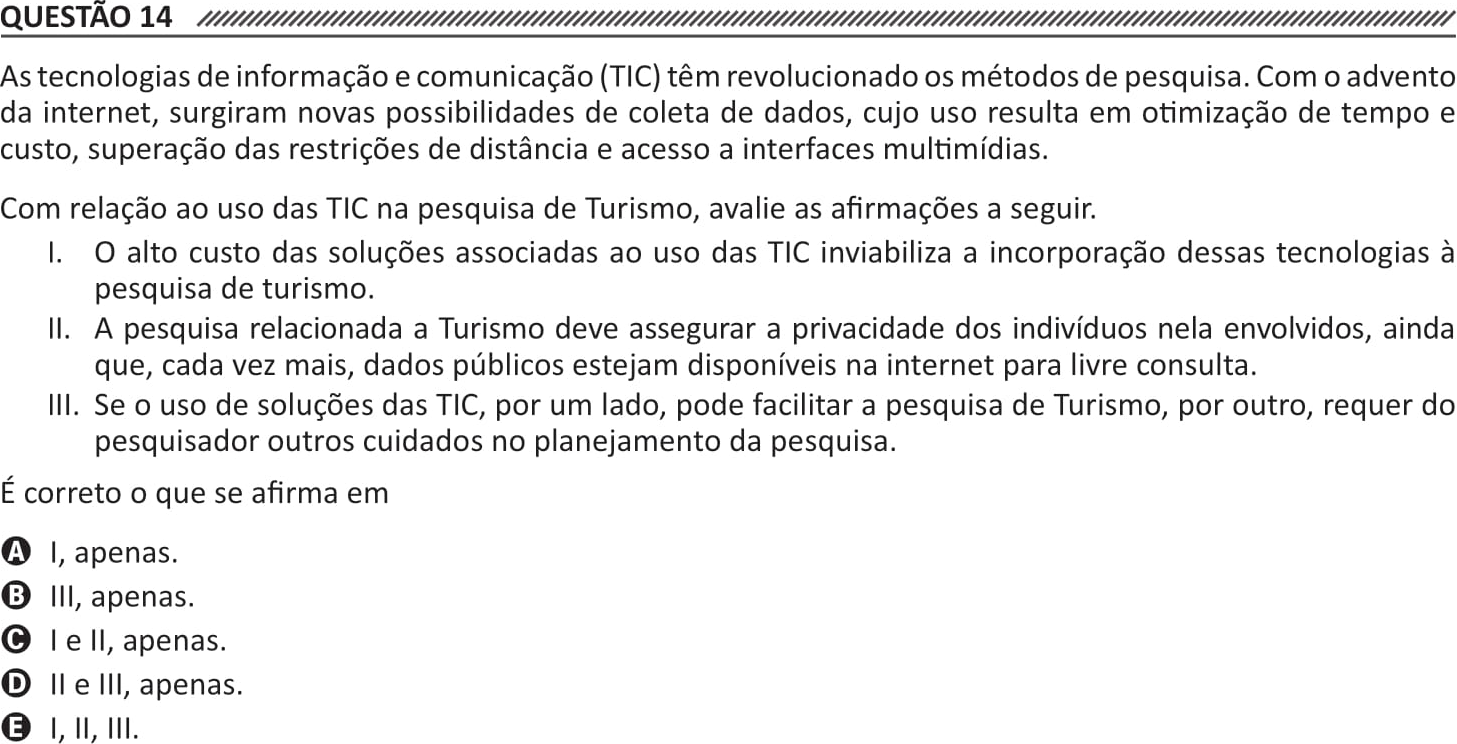 QUESTÃO 14
As tecnologias de informação e comunicação (TIC) têm revolucionado os métodos de pesquisa. Com o advento
da internet, surgiram novas possibilidades de coleta de dados, cujo uso resulta em otimização de tempo e
custo, superação das restrições de distância e acesso a interfaces multimídias.
Com relação ao uso das TIC na pesquisa de Turismo, avalie as afirmações a seguir.
I. O alto custo das soluções associadas ao uso das TIC inviabiliza a incorporação dessas tecnologias à
pesquisa de turismo.
II. A pesquisa relacionada a Turismo deve assegurar a privacidade dos indivíduos nela envolvidos, ainda
que, cada vez mais, dados públicos estejam disponíveis na internet para livre consulta.
III. Se o uso de soluções das TIC, por um lado, pode facilitar a pesquisa de Turismo, por outro, requer do
pesquisador outros cuidados no planejamento da pesquisa.
É correto o que se afirma em
A I, apenas.
B III, apenas.
C I e II, apenas.
D II e III, apenas.
E I, II, III.